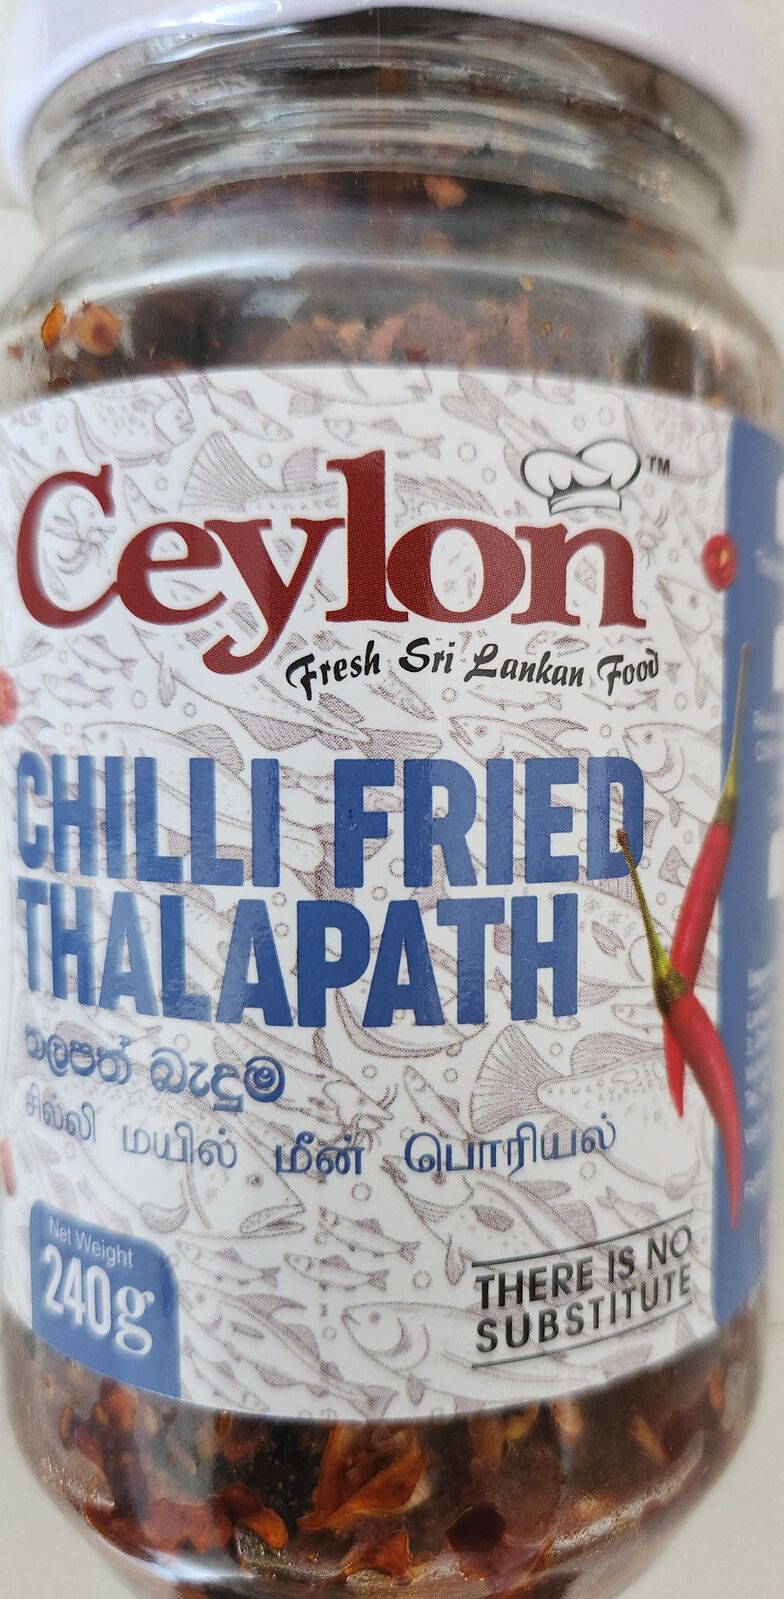 Ceylon
TM
Fresh Sri Lankan Food
CHILLI FRIED
THALAPATH
තලපත් බැදුම
சில்லி மயில் மீன் பொரியல்
Net Weight
240g
THERE IS NO
SUBSTITUTE